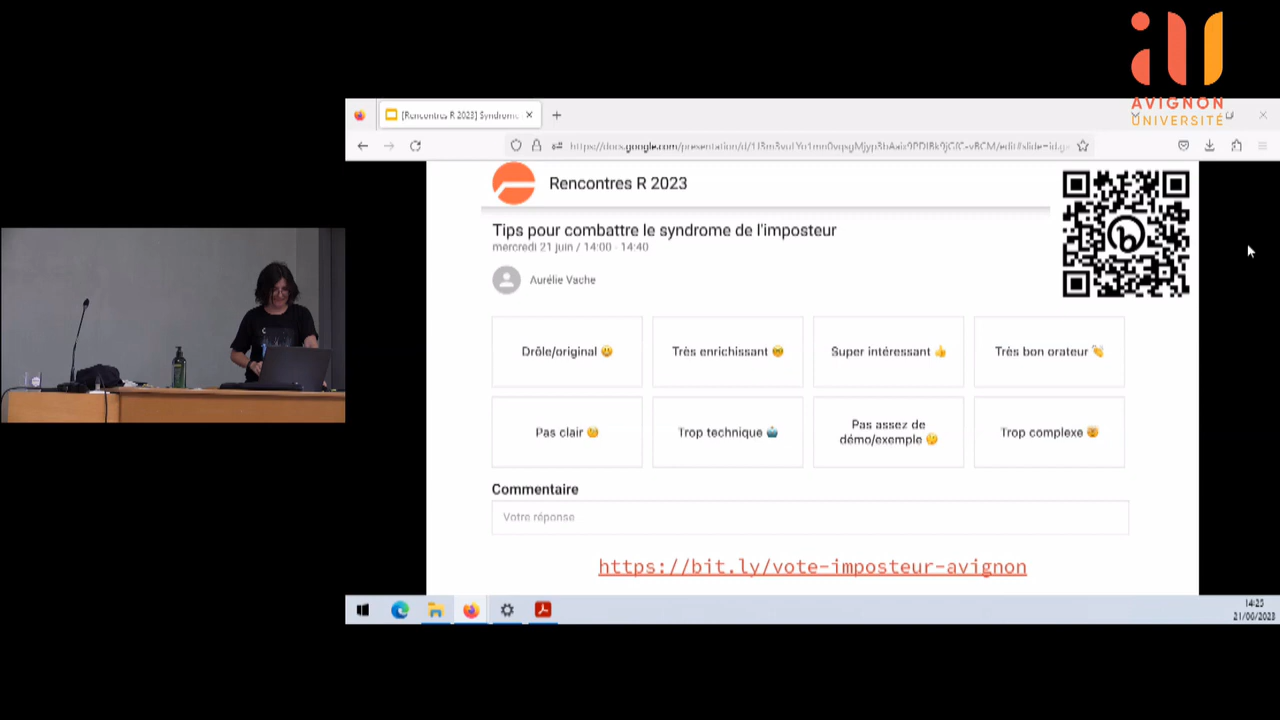 AVIGNON
UNIVERSITÉ
[Rencontres R 2023] Syndrome
Rencontres R 2023
Tips pour combattre le syndrome de l'imposteur
mercredi 21 juin / 14:00 - 14:40
Aurélie Vache
Drôle/original 😃
Très enrichissant 🤓
Super intéressant 👍
Très bon orateur 👏
Pas clair 🧐
Trop technique 🤖
Pas assez de
démo/exemple 🤔
Trop complexe 🤯
Commentaire
Votre réponse
https://bit.ly/vote-imposteur-avignon
14:25
21/06/2023